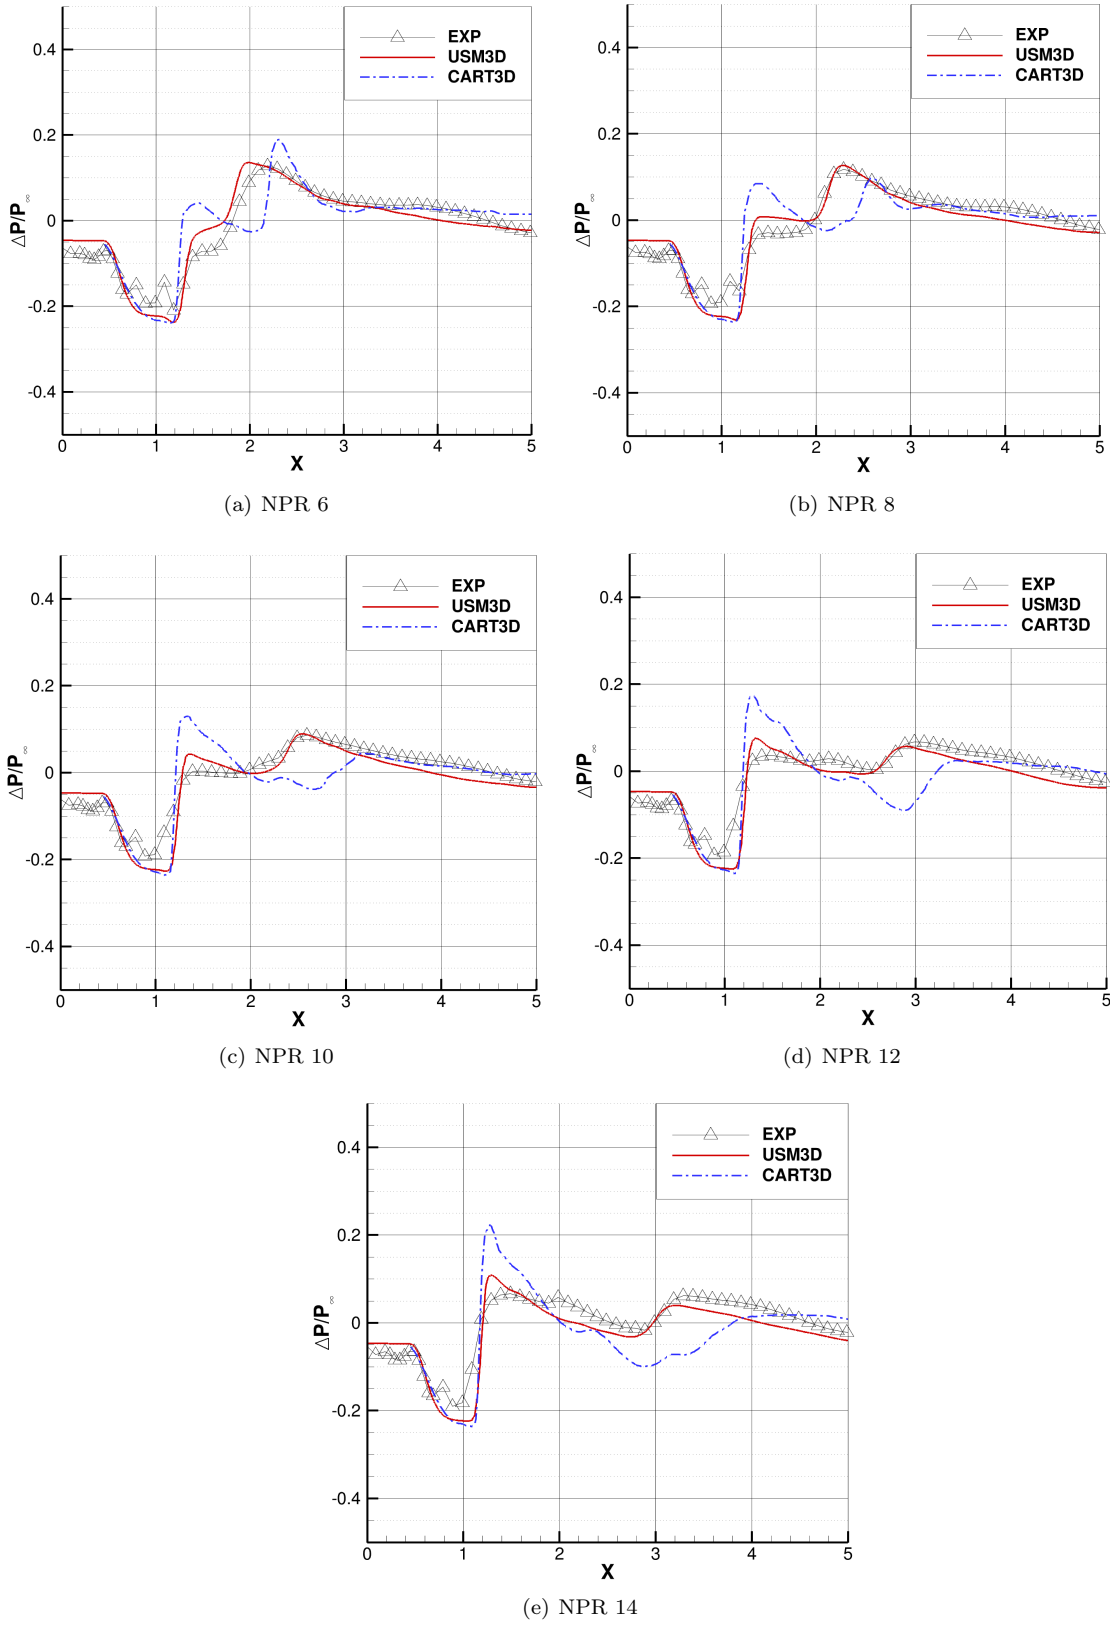 EXP
USM3D
CART3D
0.4
0.2
0
-0.2
-0.4
ΔP/P∞
0 1 2 3 4 5
X
(a) NPR 6
EXP
USM3D
CART3D
0.4
0.2
0
-0.2
-0.4
ΔP/P∞
0 1 2 3 4 5
X
(b) NPR 8
EXP
USM3D
CART3D
0.4
0.2
0
-0.2
-0.4
ΔP/P∞
0 1 2 3 4 5
X
(c) NPR 10
EXP
USM3D
CART3D
0.4
0.2
0
-0.2
-0.4
ΔP/P∞
0 1 2 3 4 5
X
(d) NPR 12
EXP
USM3D
CART3D
0.4
0.2
0
-0.2
-0.4
ΔP/P∞
0 1 2 3 4 5
X
(e) NPR 14